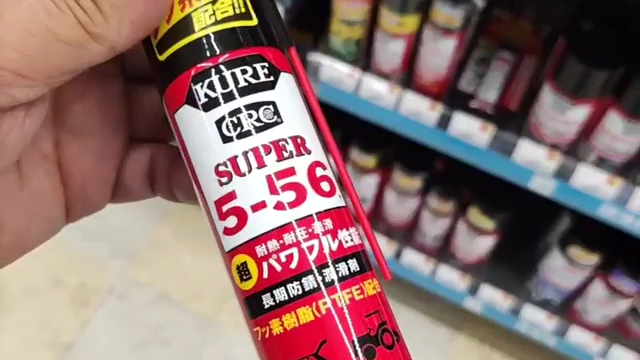 配合!!
KURE
CRC
SUPER
5-56
耐熱・耐圧・潤滑
超パワフル性能
長期防錆・潤滑剤
フッ素樹脂(PTFE)配合